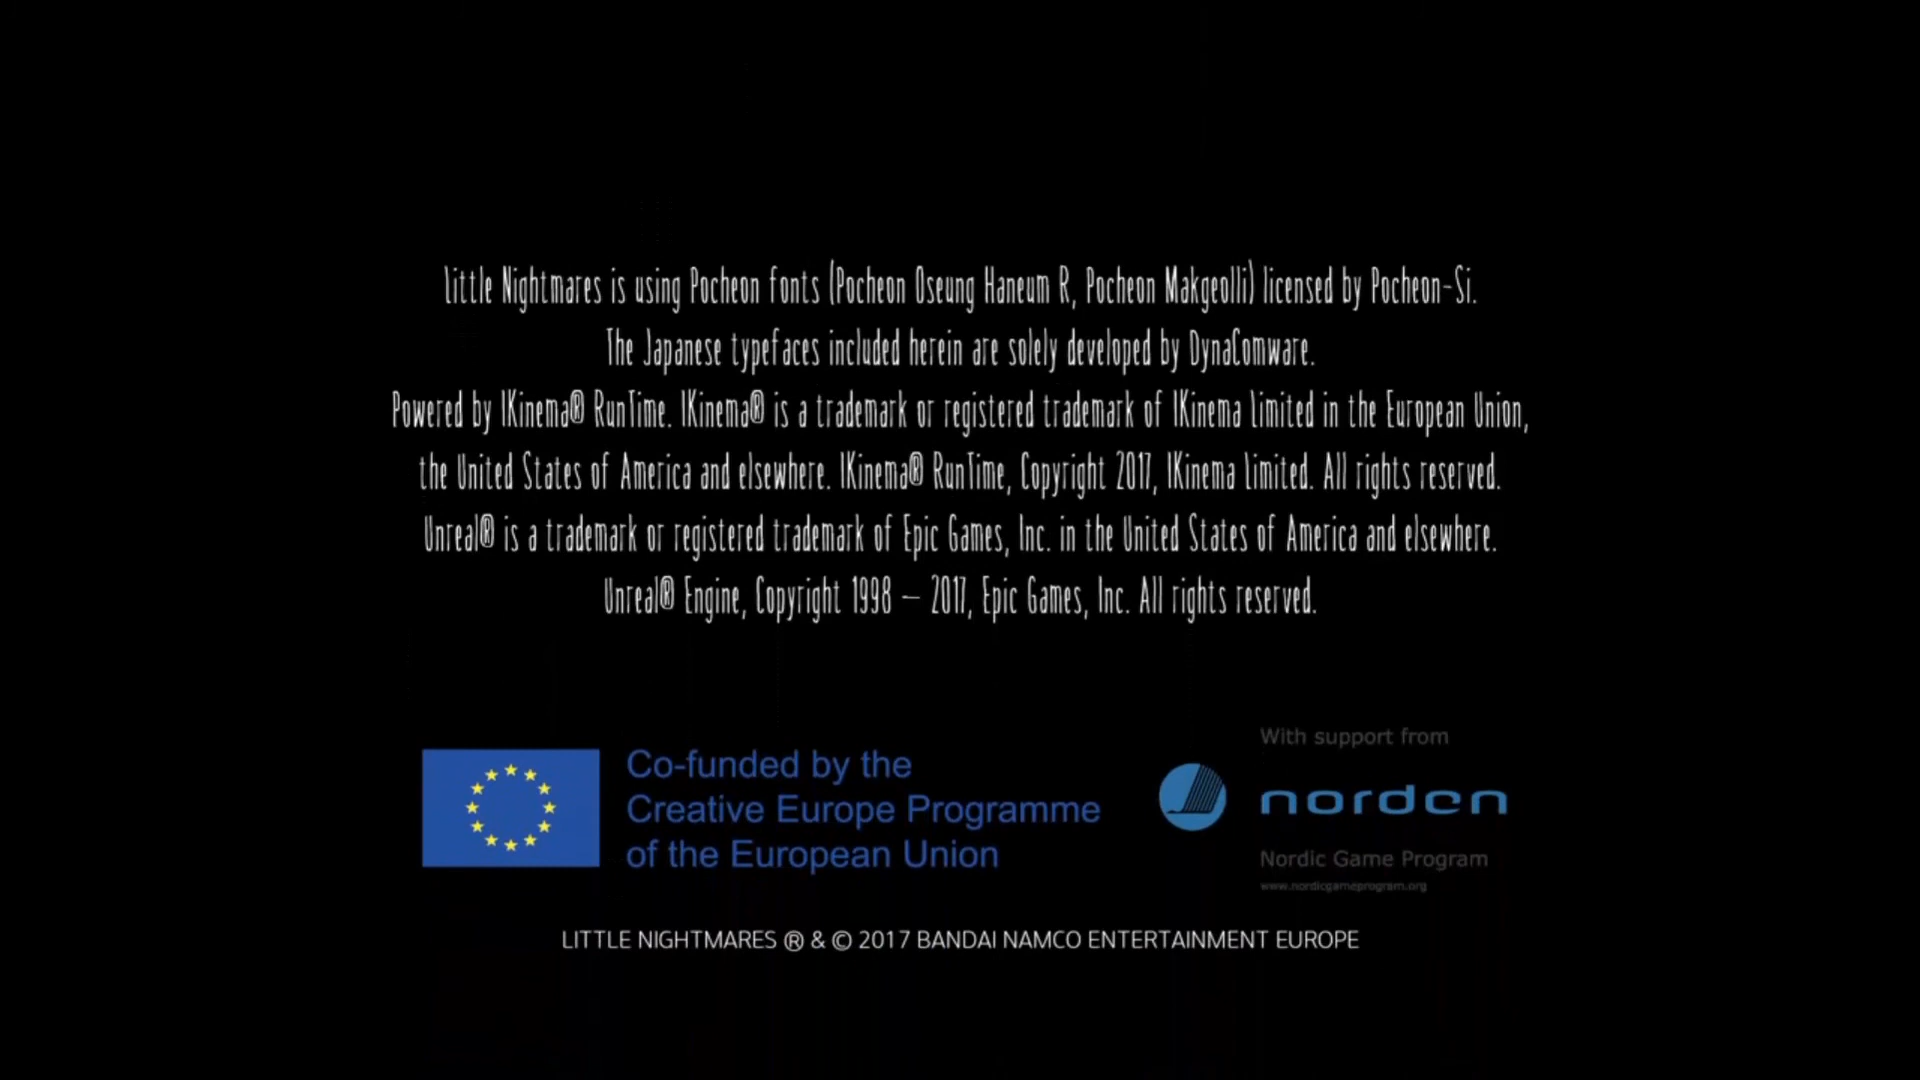 Little Nightmares is using Pocheon fonts (Pocheon Oseung Haneum R, Pocheon Makgeolli) licensed by Pocheon-Si.
The Japanese typefaces included herein are solely developed by DynaComware.
Powered by IKinema® RunTime. IKinema® is a trademark or registered trademark of IKinema Limited in the European Union,
the United States of America and elsewhere. IKinema® RunTime, Copyright 2017, IKinema Limited. All rights reserved.
Unreal® is a trademark or registered trademark of Epic Games, Inc. in the United States of America and elsewhere.
Unreal® Engine, Copyright 1998 – 2017, Epic Games, Inc. All rights reserved.
Co-funded by the
Creative Europe Programme
of the European Union
With support from
norden
Nordic Game Program
www.nordicgameprogram.org
LITTLE NIGHTMARES ® & © 2017 BANDAI NAMCO ENTERTAINMENT EUROPE